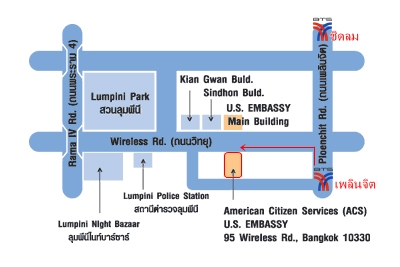 BTS
ชิดลม
Rama IV Rd. (ถนนพระราม 4)
Ploenchit Rd. (ถนนเพลินจิต)
Kian Gwan Buld.
Sindhon Buld.
Lumpini Park
สวนลุมพินี
U.S. EMBASSY
Main Building
Wireless Rd. (ถนนวิทยุ)
BTS
เพลินจิต
Lumpini Police Station
สถานีตำรวจลุมพินี
American Citizen Services (ACS)
U.S. EMBASSY
95 Wireless Rd., Bangkok 10330
Lumpini Night Bazaar
ลุมพินีไนท์บาร์ซาร์